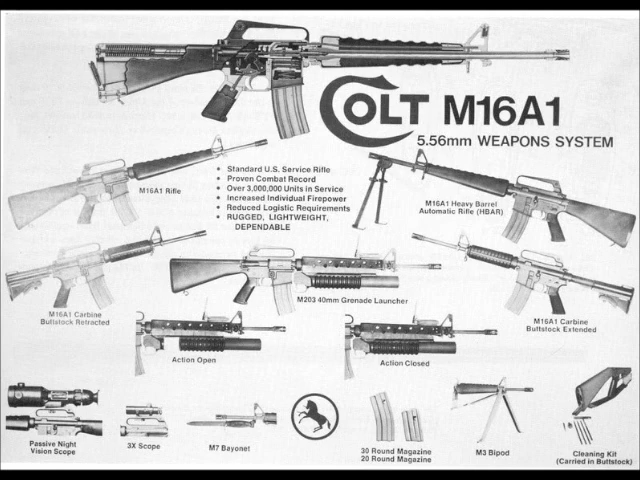 COLT M16A1
5.56mm WEAPONS SYSTEM
• Standard U.S. Service Rifle
• Proven Combat Record
• Over 3,000,000 Units in Service
• Increased Individual Firepower
• Reduced Logistic Requirements
• RUGGED, LIGHTWEIGHT,
DEPENDABLE
M16A1 Rifle
M16A1 Heavy Barrel
Automatic Rifle (HBAR)
M16A1 Carbine
Buttstock Retracted
M203 40mm Grenade Launcher
M16A1 Carbine
Buttstock Extended
Action Open
Action Closed
Passive Night
Vision Scope
3X Scope
M7 Bayonet
30 Round Magazine
20 Round Magazine
M3 Bipod
Cleaning Kit
(Carried in Buttstock)